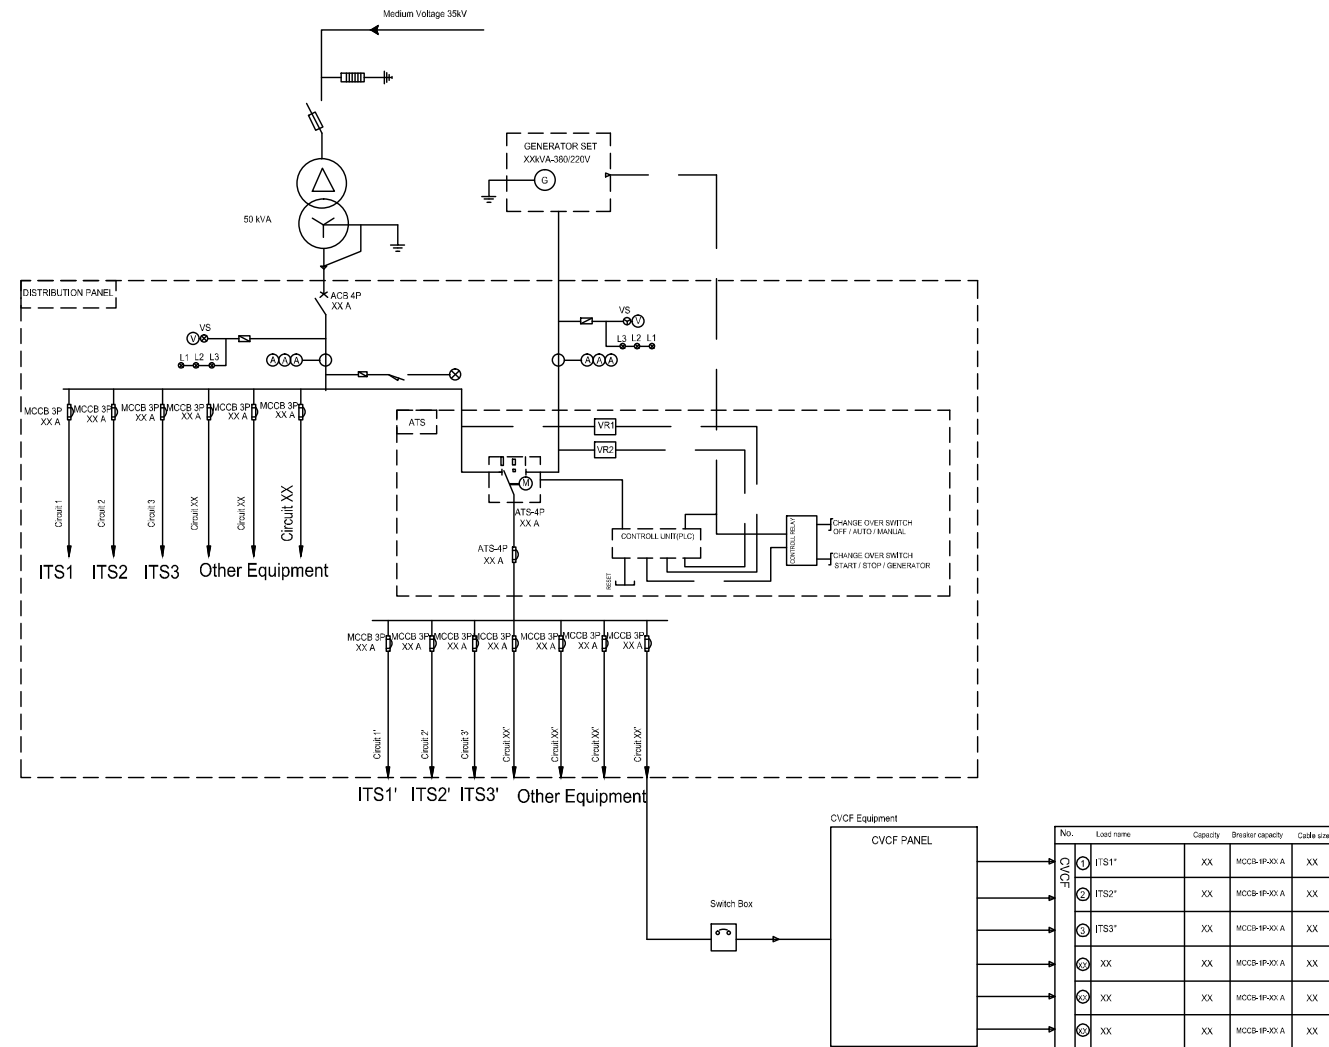 Medium Voltage 35kV
GENERATOR SET
XXkVA-380/220V
G
50 kVA
DISTRIBUTION PANEL
ACB 4P
XX A
VS
V
L1 L2 L3
A A A
VS
V
L3 L2 L1
A A A
MCCB 3P
XX A
MCCB 3P
XX A
MCCB 3P
XX A
MCCB 3P
XX A
MCCB 3P
XX A
MCCB 3P
XX A
ATS
VR1
VR2
M
ATS-4P
XX A
ATS-4P
XX A
CONTROLL UNIT(PLC)
RESET
CONTROLL RELAY
CHANGE OVER SWITCH
OFF / AUTO / MANUAL
CHANGE OVER SWITCH
START / STOP / GENERATOR
Circuit 1
Circuit 2
Circuit 3
Circuit XX
Circuit XX
Circuit XX
ITS1 ITS2 ITS3 Other Equipment
MCCB 3P
XX A
MCCB 3P
XX A
MCCB 3P
XX A
MCCB 3P
XX A
MCCB 3P
XX A
MCCB 3P
XX A
MCCB 3P
XX A
Circuit 1'
Circuit 2'
Circuit 3'
Circuit XX'
Circuit XX'
Circuit XX'
Circuit XX'
ITS1' ITS2' ITS3' Other Equipment
Switch Box
CVCF Equipment
CVCF PANEL
No. Load name Capacity Breaker capacity Cable size
CVCF
1 ITS1" XX MCCB-1P-XX A XX
2 ITS2" XX MCCB-1P-XX A XX
3 ITS3" XX MCCB-1P-XX A XX
XX XX XX MCCB-1P-XX A XX
XX XX XX MCCB-1P-XX A XX
XX XX XX MCCB-1P-XX A XX